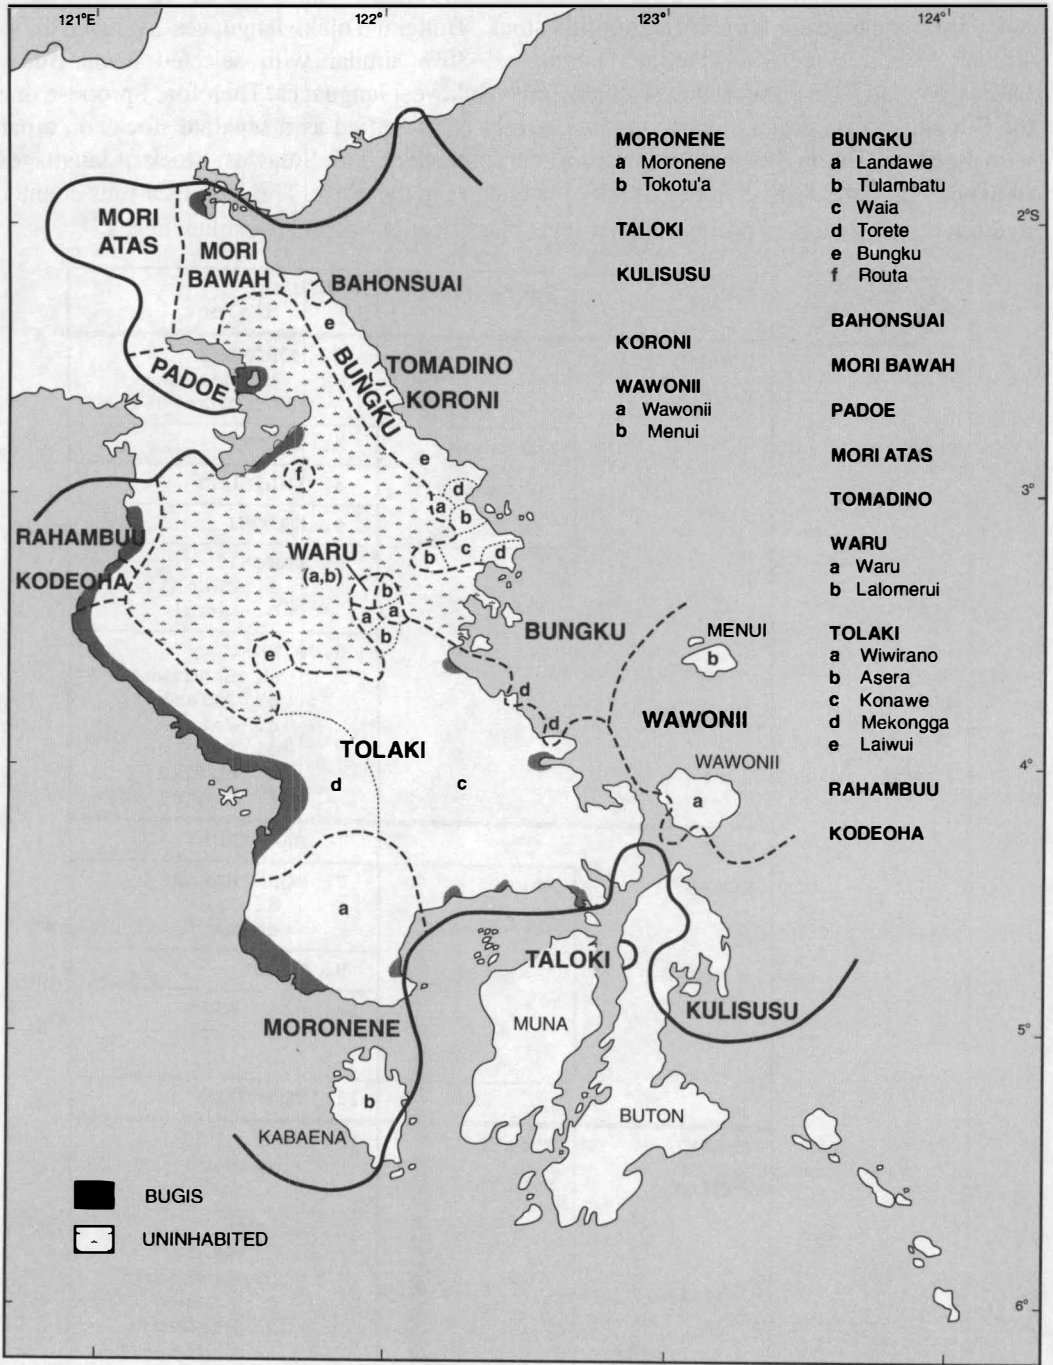 121°E
122°
123°
124°
2°S
3°
4°
5°
6°
MORONENE
a Moronene
b Tokotu'a
TALOKI
KULISUSU
KORONI
WAWONII
a Wawonii
b Menui
BUNGKU
a Landawe
b Tulambatu
c Waia
d Torete
e Bungku
f Routa
BAHONSUAI
MORI BAWAH
PADOE
MORI ATAS
TOMADINO
WARU
a Waru
b Lalomerui
TOLAKI
a Wiwirano
b Asera
c Konawe
d Mekongga
e Laiwui
RAHAMBUU
KODEOHA
MORI
ATAS
MORI
BAWAH
BAHONSUAI
e
BUNGKU
TOMADINO
KORONI
PADOE
e
f
d
a
b
b
c
d
RAHAMBUU
KODEOHA
WARU
(a,b)
b
a
a
b
e
BUNGKU
MENUI
b
d
d
WAWONII
WAWONII
a
TOLAKI
d
c
a
TALOKI
MUNA
KULISUSU
MORONENE
b
KABAENA
BUTON
BUGIS
UNINHABITED